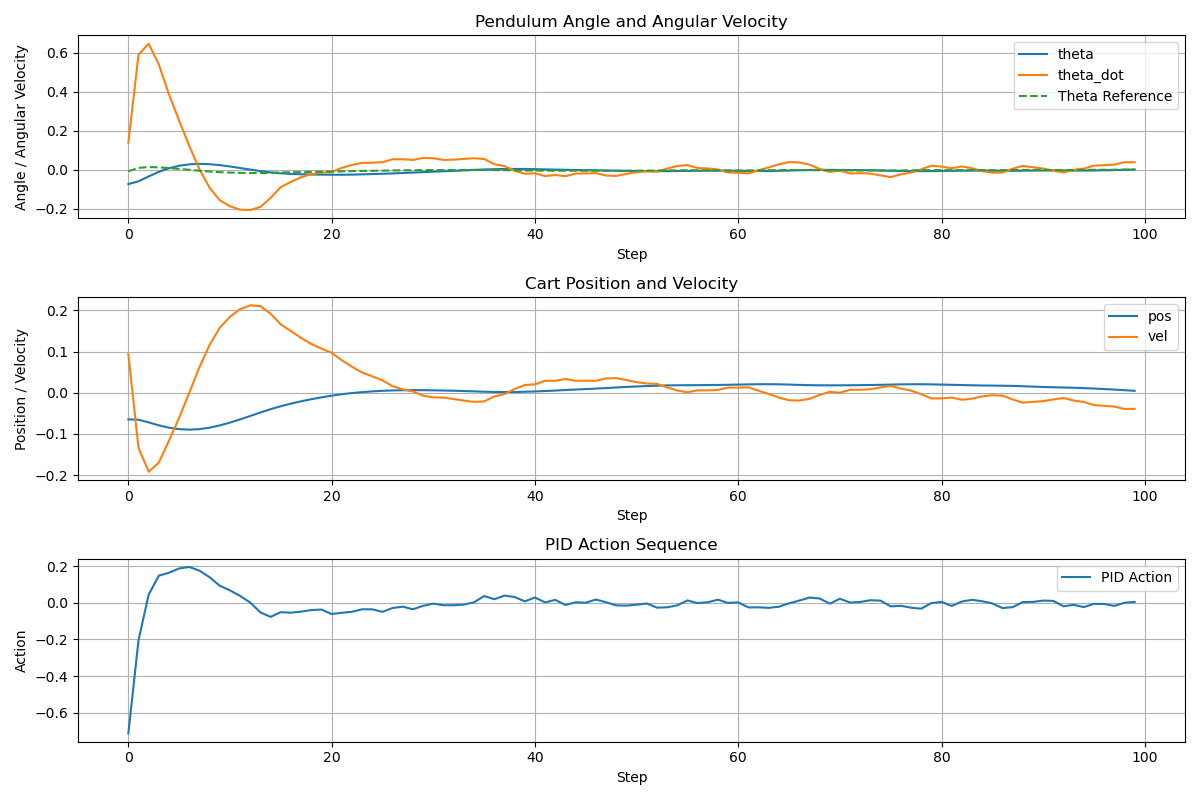 Pendulum Angle and Angular Velocity
Angle / Angular Velocity
0.6
0.4
0.2
0.0
−0.2
theta
theta_dot
Theta Reference
0 20 40 60 80 100
Step
Cart Position and Velocity
Position / Velocity
0.2
0.1
0.0
−0.1
−0.2
pos
vel
0 20 40 60 80 100
Step
PID Action Sequence
Action
0.2
0.0
−0.2
−0.4
−0.6
PID Action
0 20 40 60 80 100
Step